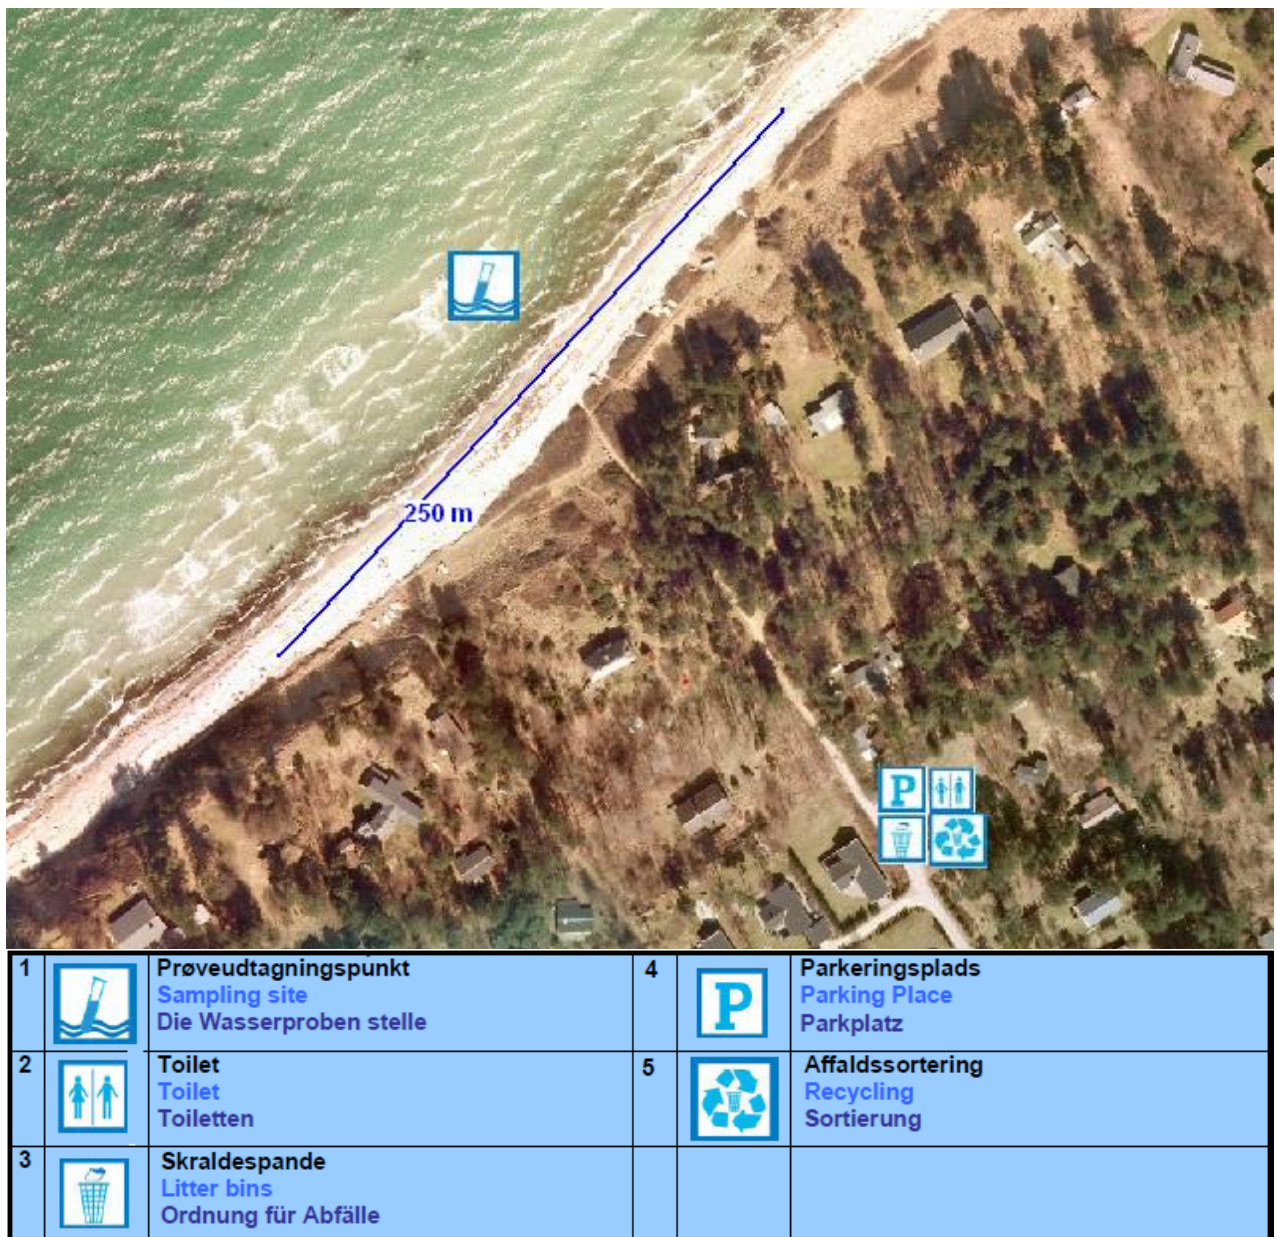 250 m
P
1
Prøveudtagningspunkt
Sampling site
Die Wasserproben stelle
4
P
Parkeringsplads
Parking Place
Parkplatz
2
Toilet
Toilet
Toiletten
5
Affaldssortering
Recycling
Sortierung
3
Skraldespande
Litter bins
Ordnung für Abfälle